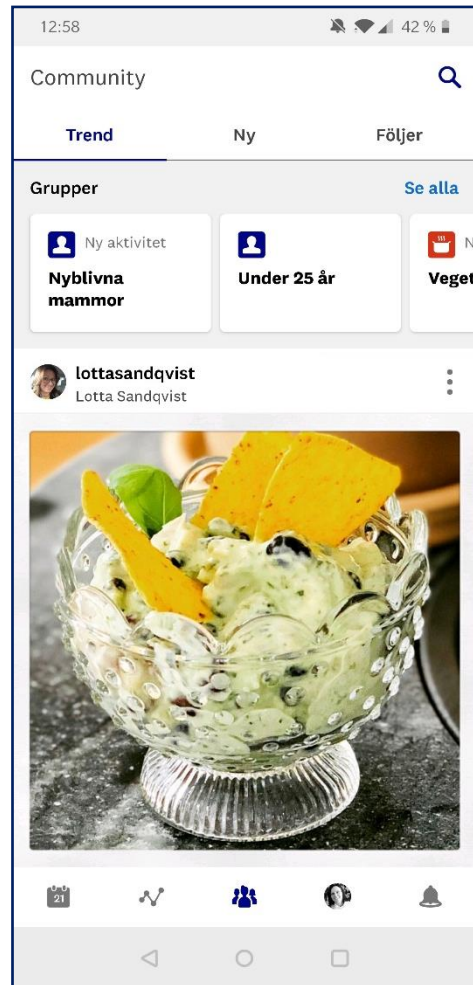 12:58 42 %
Community
Trend Ny Följer
Grupper Se alla
Ny aktivitet N
Nyblivna Under 25 år Veget
mammor
lottasandqvist
Lotta Sandqvist
21